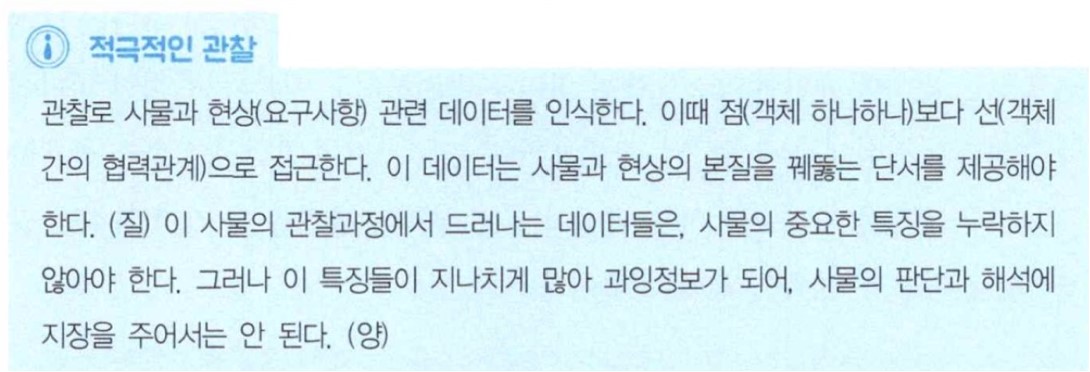 적극적인 관찰
관찰로 사물과 현상(요구사항) 관련 데이터를 인식한다. 이때 점(객체 하나하나)보다 선(객체
간의 협력관계)으로 접근한다. 이 데이터는 사물과 현상의 본질을 꿰뚫는 단서를 제공해야
한다. (질) 이 사물의 관찰과정에서 드러나는 데이터들은, 사물의 중요한 특징을 누락하지
않아야 한다. 그러나 이 특징들이 지나치게 많아 과잉정보가 되어, 사물의 판단과 해석에
지장을 주어서는 안 된다. (양)